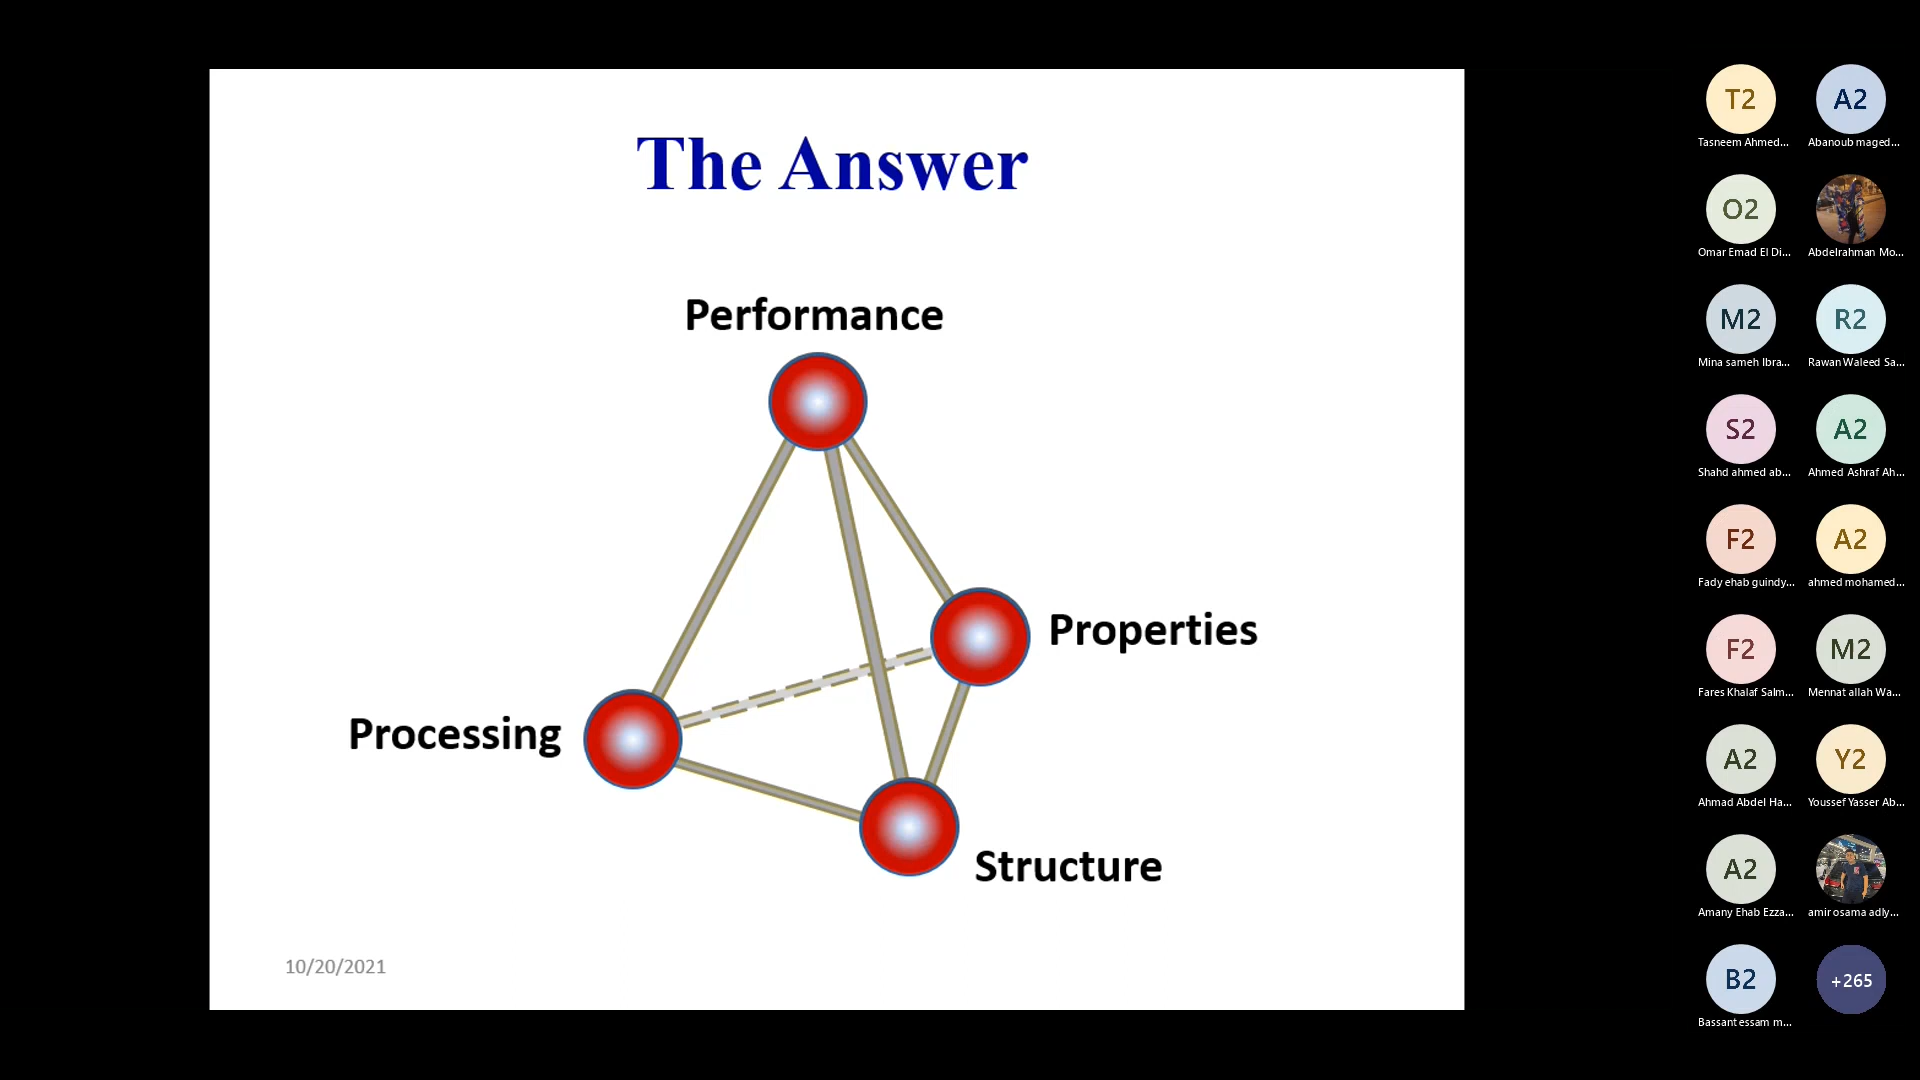 The Answer
Performance
Properties
Processing
Structure
10/20/2021
T2 A2
Tasneem Ahmed... Abanoub maged...
O2
Omar Emad El Di... Abdelrahman Mo...
M2 R2
Mina sameh Ibra... Rawan Waleed Sa...
S2 A2
Shahd ahmed ab... Ahmed Ashraf Ah...
F2 A2
Fady ehab guindy... ahmed mohamed...
F2 M2
Fares Khalaf Salm... Mennat allah Wa...
A2 Y2
Ahmad Abdel Ha... Youssef Yasser Ab...
A2
Amany Ehab Ezza... amir osama adly...
B2 +265
Bassant essam m...